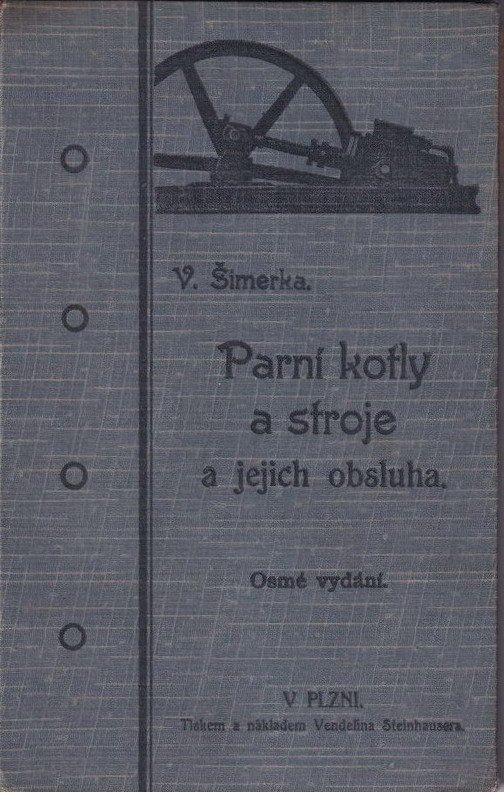 V. Šimerka.
Parní kotly
a stroje
a jejich obsluha.
Osmé vydání.
V PLZNI.
Tiskem a nákladem Vendelína Steinhausera.